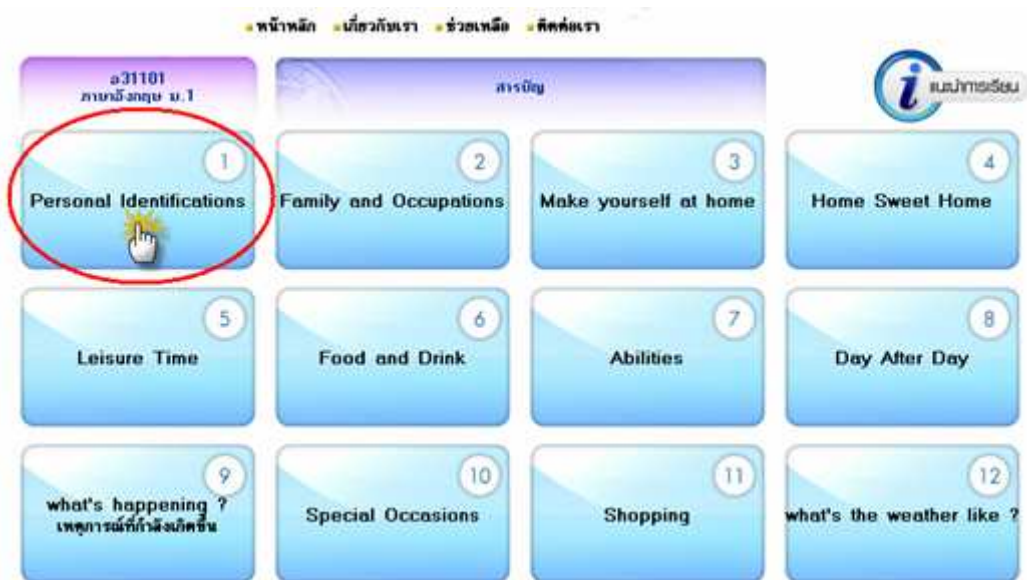 หน้าหลัก เกี่ยวกับเรา ช่วยเหลือ ติดต่อเรา
อ31101
ภาษาอังกฤษ ม.1
สารบัญ
i แนะนำการเรียน
1
Personal Identifications
2
Family and Occupations
3
Make yourself at home
4
Home Sweet Home
5
Leisure Time
6
Food and Drink
7
Abilities
8
Day After Day
9
what's happening ?
เหตุการณ์ที่กำลังเกิดขึ้น
10
Special Occasions
11
Shopping
12
what's the weather like ?